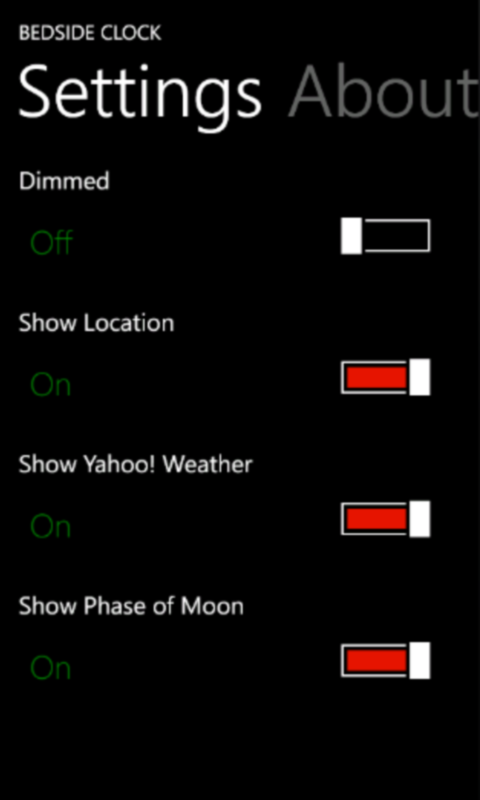 BEDSIDE CLOCK
Settings About
Dimmed
Off
Show Location
On
Show Yahoo! Weather
On
Show Phase of Moon
On